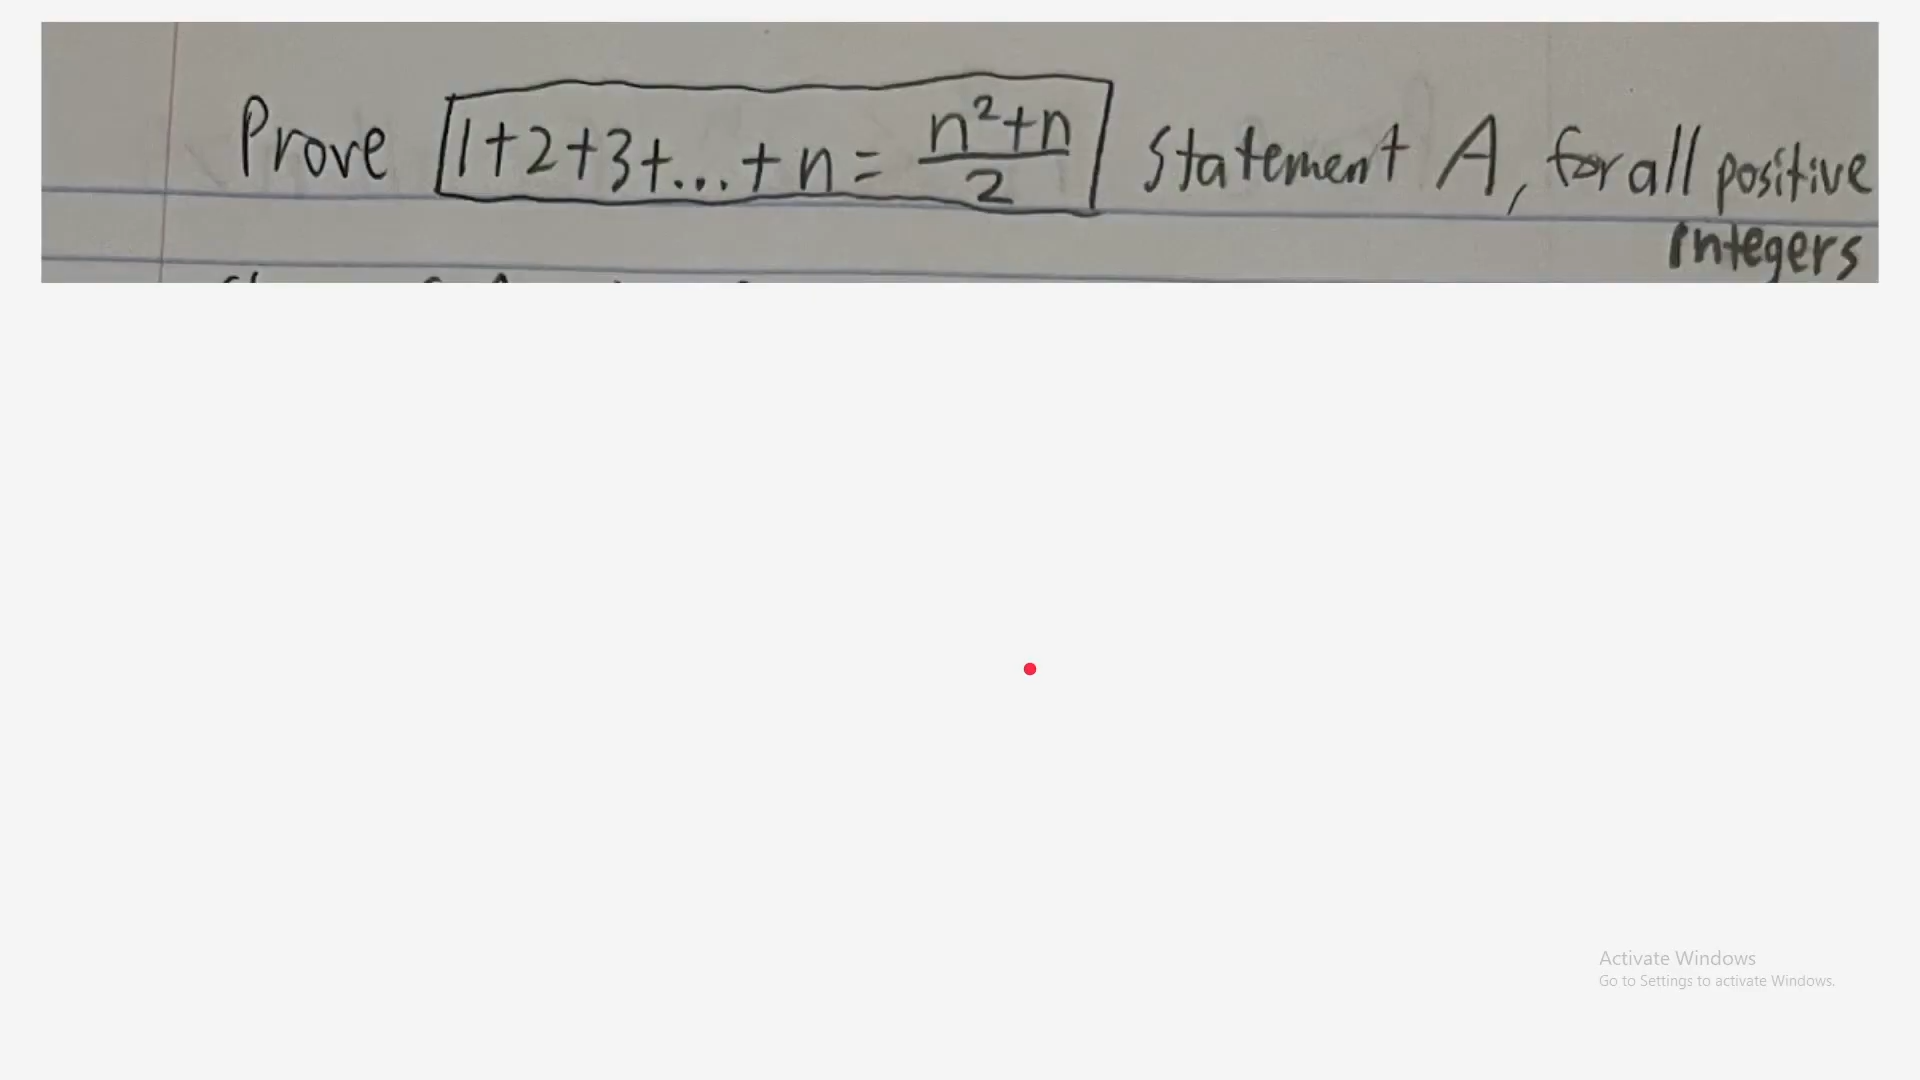 Prove 1+2+3+...+n = n²+n/2 Statement A, for all positive
integers
Activate Windows
Go to Settings to activate Windows.